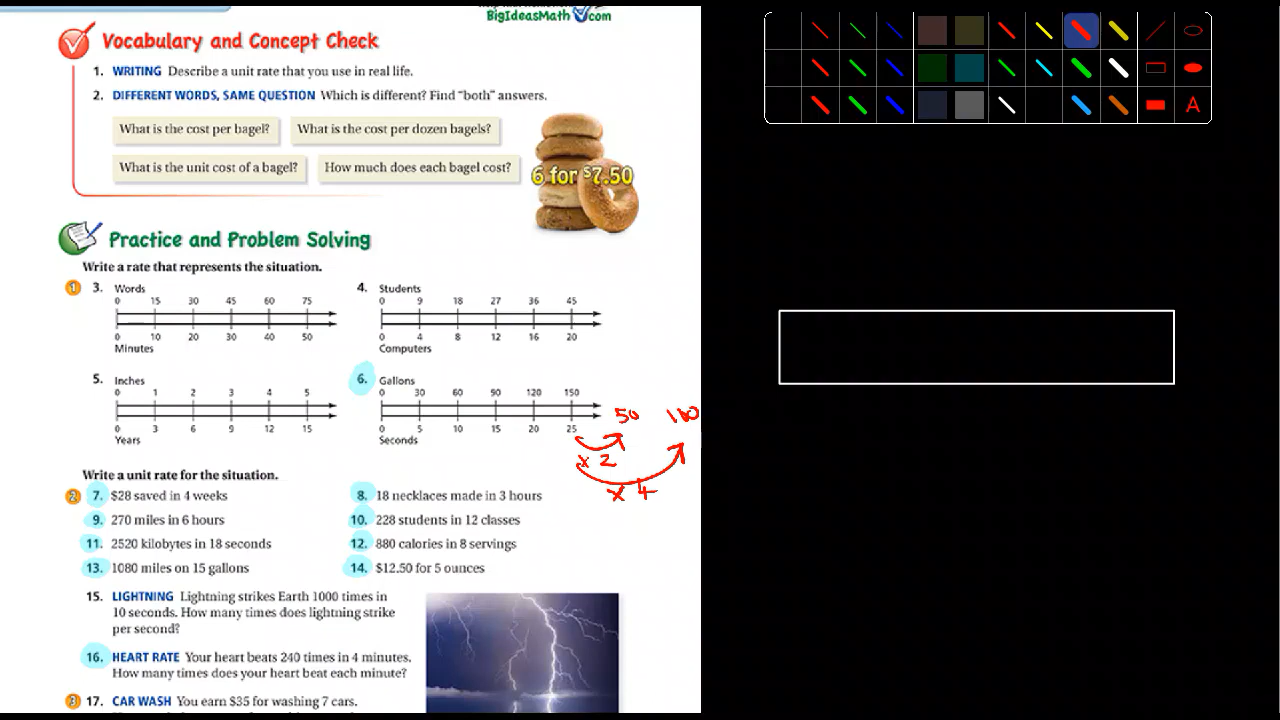 BigIdeasMath .com
Vocabulary and Concept Check
1. WRITING Describe a unit rate that you use in real life.
2. DIFFERENT WORDS, SAME QUESTION Which is different? Find "both" answers.
What is the cost per bagel? What is the cost per dozen bagels?
What is the unit cost of a bagel? How much does each bagel cost?
6 for $7.50
Practice and Problem Solving
Write a rate that represents the situation.
1 3. Words
0 15 30 45 60 75
0 10 20 30 40 50
Minutes
4. Students
0 9 18 27 36 45
0 4 8 12 16 20
Computers
5. Inches
0 1 2 3 4 5
0 3 6 9 12 15
Years
6. Gallons
0 30 60 90 120 150
0 5 10 15 20 25
Seconds
50 100
x 2
x 4
Write a unit rate for the situation.
2 7. $28 saved in 4 weeks 8. 18 necklaces made in 3 hours
9. 270 miles in 6 hours 10. 228 students in 12 classes
11. 2520 kilobytes in 18 seconds 12. 880 calories in 8 servings
13. 1080 miles on 15 gallons 14. $12.50 for 5 ounces
15. LIGHTNING Lightning strikes Earth 1000 times in
10 seconds. How many times does lightning strike
per second?
16. HEART RATE Your heart beats 240 times in 4 minutes.
How many times does your heart beat each minute?
3 17. CAR WASH You earn $35 for washing 7 cars.
A